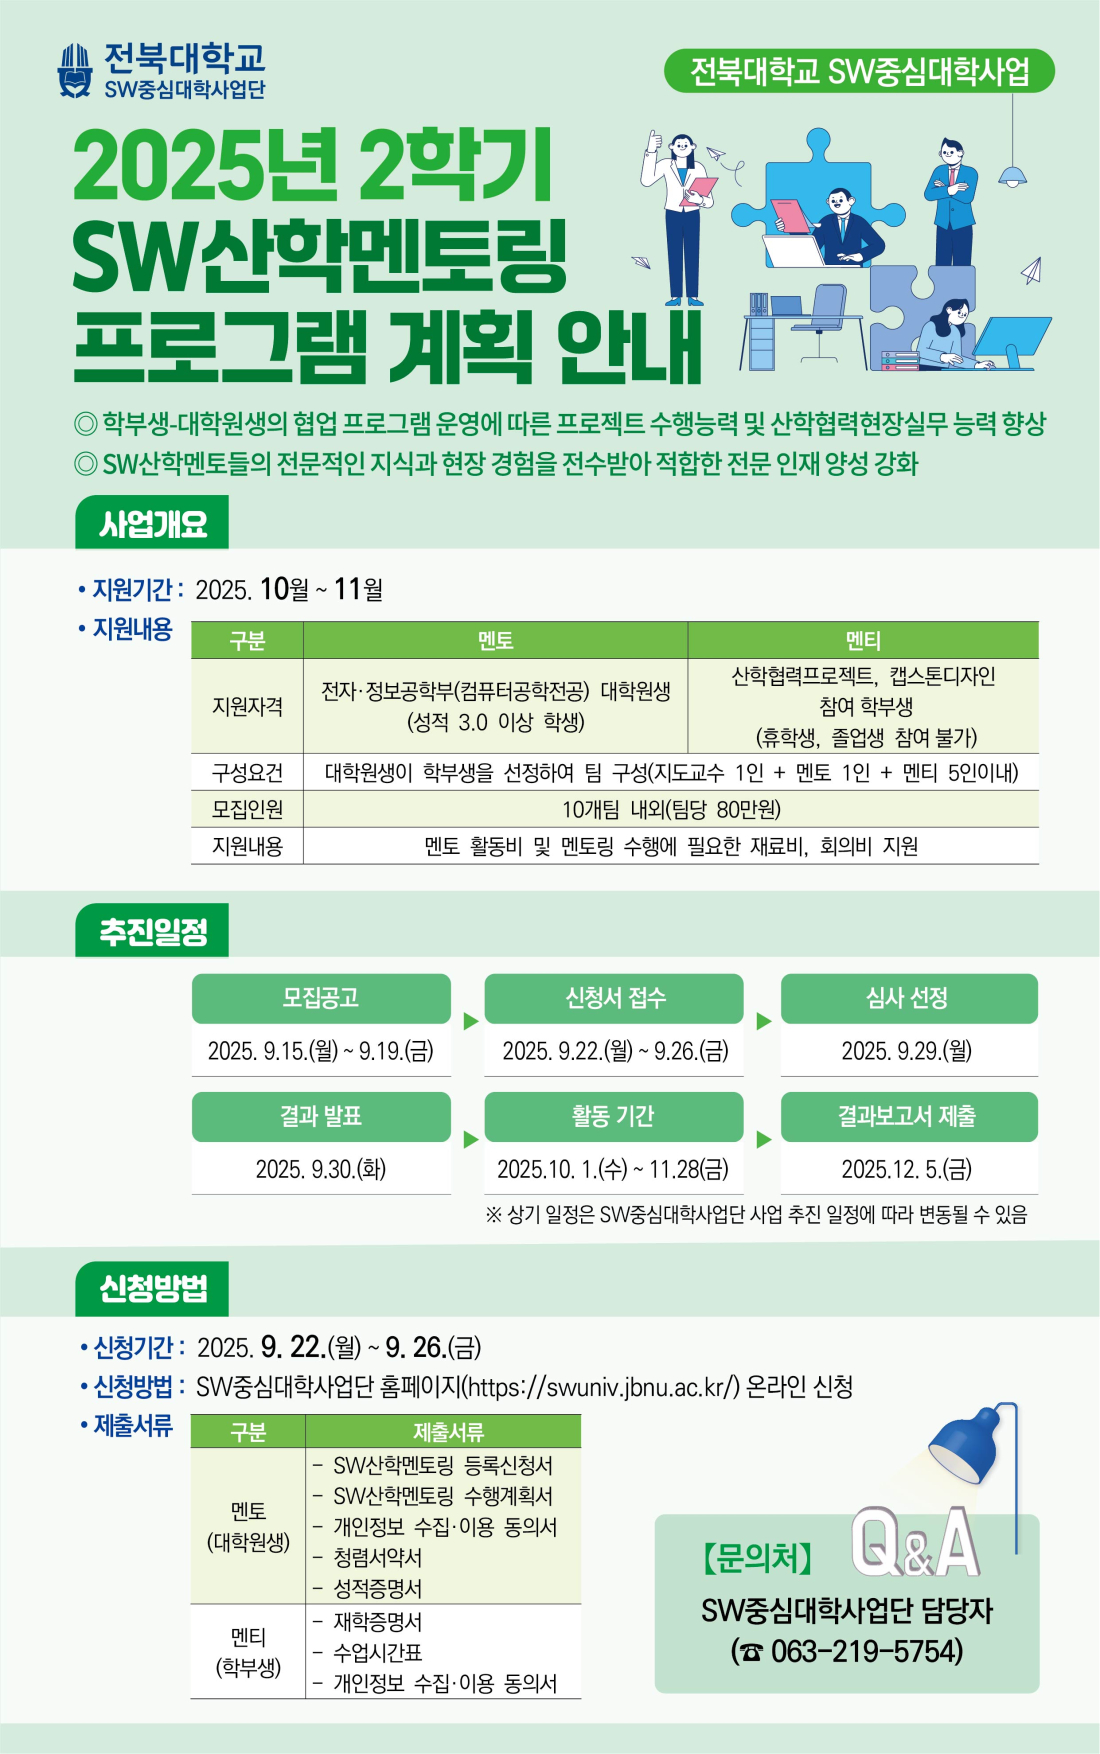 전북대학교
SW중심대학사업단
전북대학교 SW중심대학사업
2025년 2학기
SW산학멘토링
프로그램 계획 안내
◎ 학부생-대학원생의 협업 프로그램 운영에 따른 프로젝트 수행능력 및 산학협력현장실무 능력 향상
◎ SW산학멘토들의 전문적인 지식과 현장 경험을 전수받아 적합한 전문 인재 양성 강화
사업개요
• 지원기간 : 2025. 10월 ~ 11월
• 지원내용
구분 멘토 멘티
지원자격
전자·정보공학부(컴퓨터공학전공) 대학원생
(성적 3.0 이상 학생)
산학협력프로젝트, 캡스톤디자인
참여 학부생
(휴학생, 졸업생 참여 불가)
구성요건 대학원생이 학부생을 선정하여 팀 구성(지도교수 1인 + 멘토 1인 + 멘티 5인이내)
모집인원 10개팀 내외(팀당 80만원)
지원내용 멘토 활동비 및 멘토링 수행에 필요한 재료비, 회의비 지원
추진일정
모집공고 ▶ 신청서 접수 ▶ 심사 선정
2025. 9.15.(월) ~ 9.19.(금) 2025. 9.22.(월) ~ 9.26.(금) 2025. 9.29.(월)
결과 발표 ▶ 활동 기간 ▶ 결과보고서 제출
2025. 9.30.(화) 2025.10. 1.(수) ~ 11.28(금) 2025.12. 5.(금)
※ 상기 일정은 SW중심대학사업단 사업 추진 일정에 따라 변동될 수 있음
신청방법
• 신청기간 : 2025. 9. 22.(월) ~ 9. 26.(금)
• 신청방법 : SW중심대학사업단 홈페이지(https://swuniv.jbnu.ac.kr/) 온라인 신청
• 제출서류
구분 제출서류
멘토
(대학원생)
– SW산학멘토링 등록신청서
– SW산학멘토링 수행계획서
– 개인정보 수집·이용 동의서
– 청렴서약서
– 성적증명서
멘티
(학부생)
– 재학증명서
– 수업시간표
– 개인정보 수집·이용 동의서
Q&A
【문의처】
SW중심대학사업단 담당자
(☎ 063-219-5754)